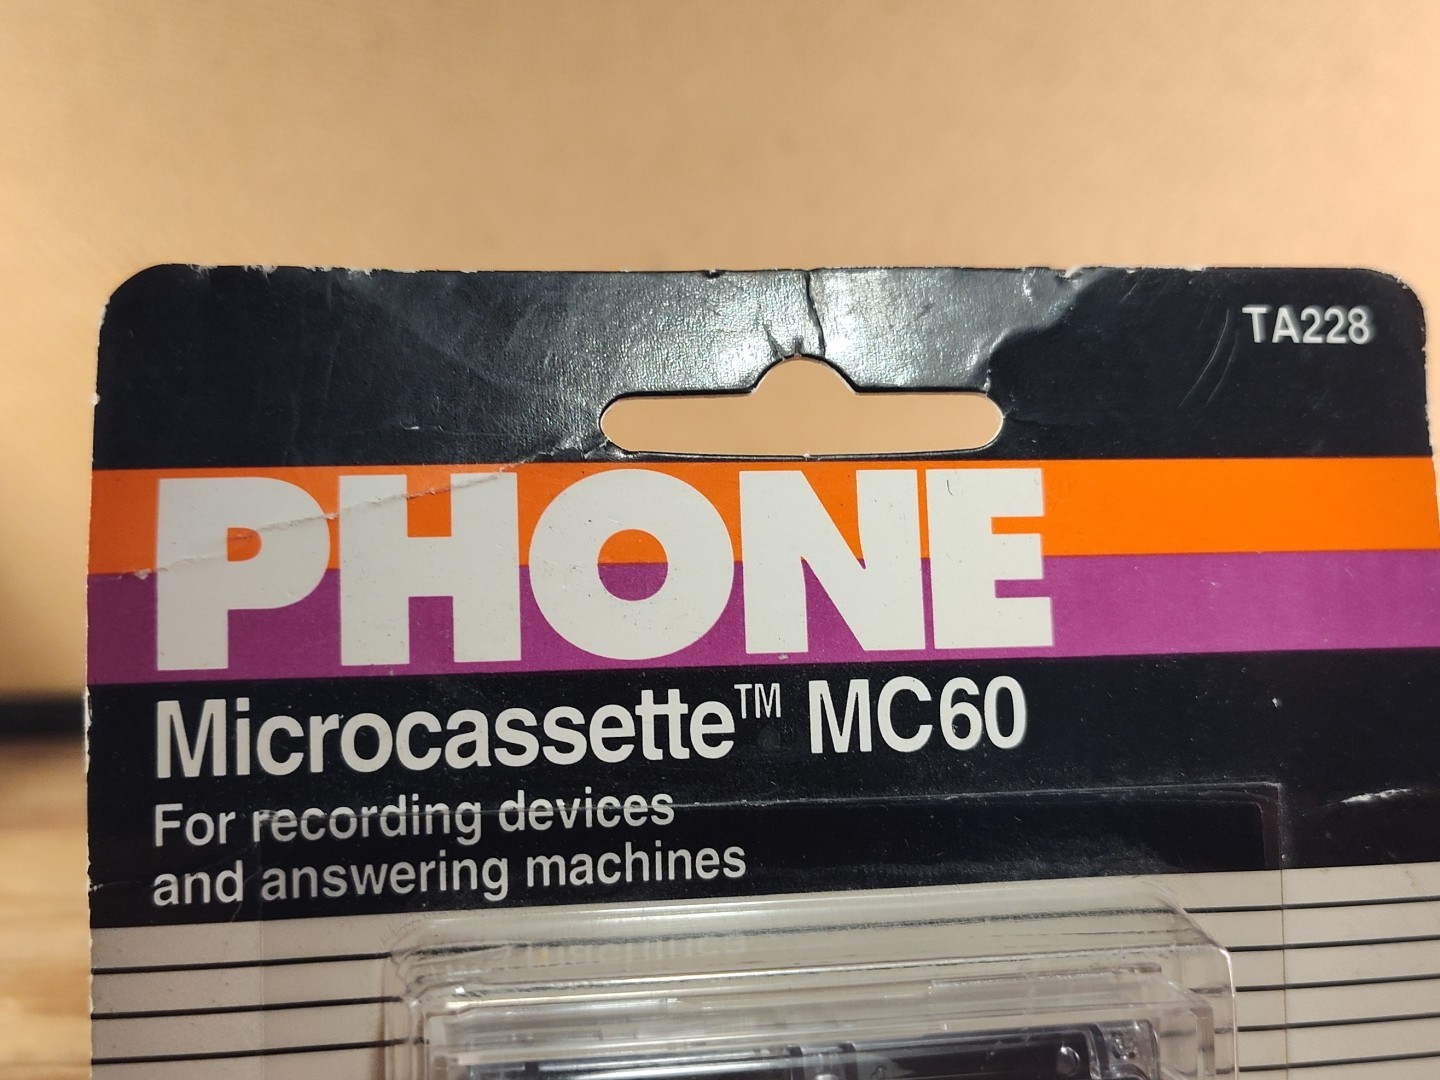 TA228
PHONE
Microcassette™ MC60
For recording devices
and answering machines